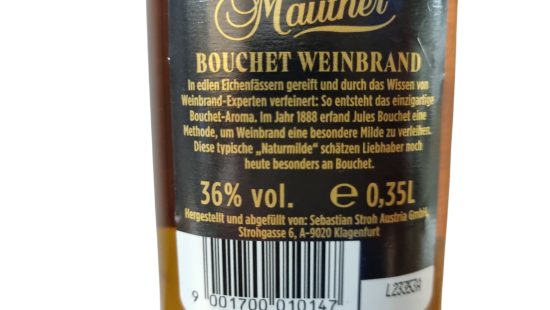 Mautner
BOUCHET WEINBRAND
In edlen Eichenfässern gereift und durch das Wissen von
Weinbrand-Experten verfeinert: So entsteht das einzigartige
Bouchet-Aroma. Im Jahr 1888 erfand Jules Bouchet eine
Methode, um Weinbrand eine besondere Milde zu verleihen.
Diese typische „Naturmilde" schätzen Liebhaber noch
heute besonders an Bouchet.
36% vol. ℮ 0,35L
Hergestellt und abgefüllt von: Sebastian Stroh Austria GmbH,
Strohgasse 6, A-9020 Klagenfurt
L23353A
9 001700 010147